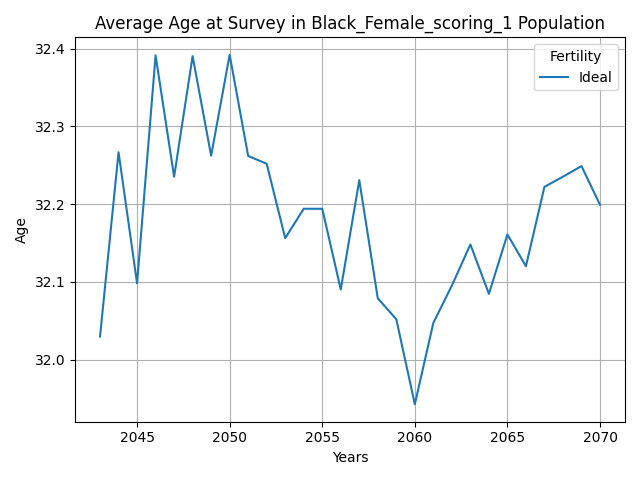 Average Age at Survey in Black_Female_scoring_1 Population
Fertility
Ideal
32.4
32.3
32.2
32.1
32.0
Age
2045 2050 2055 2060 2065 2070
Years